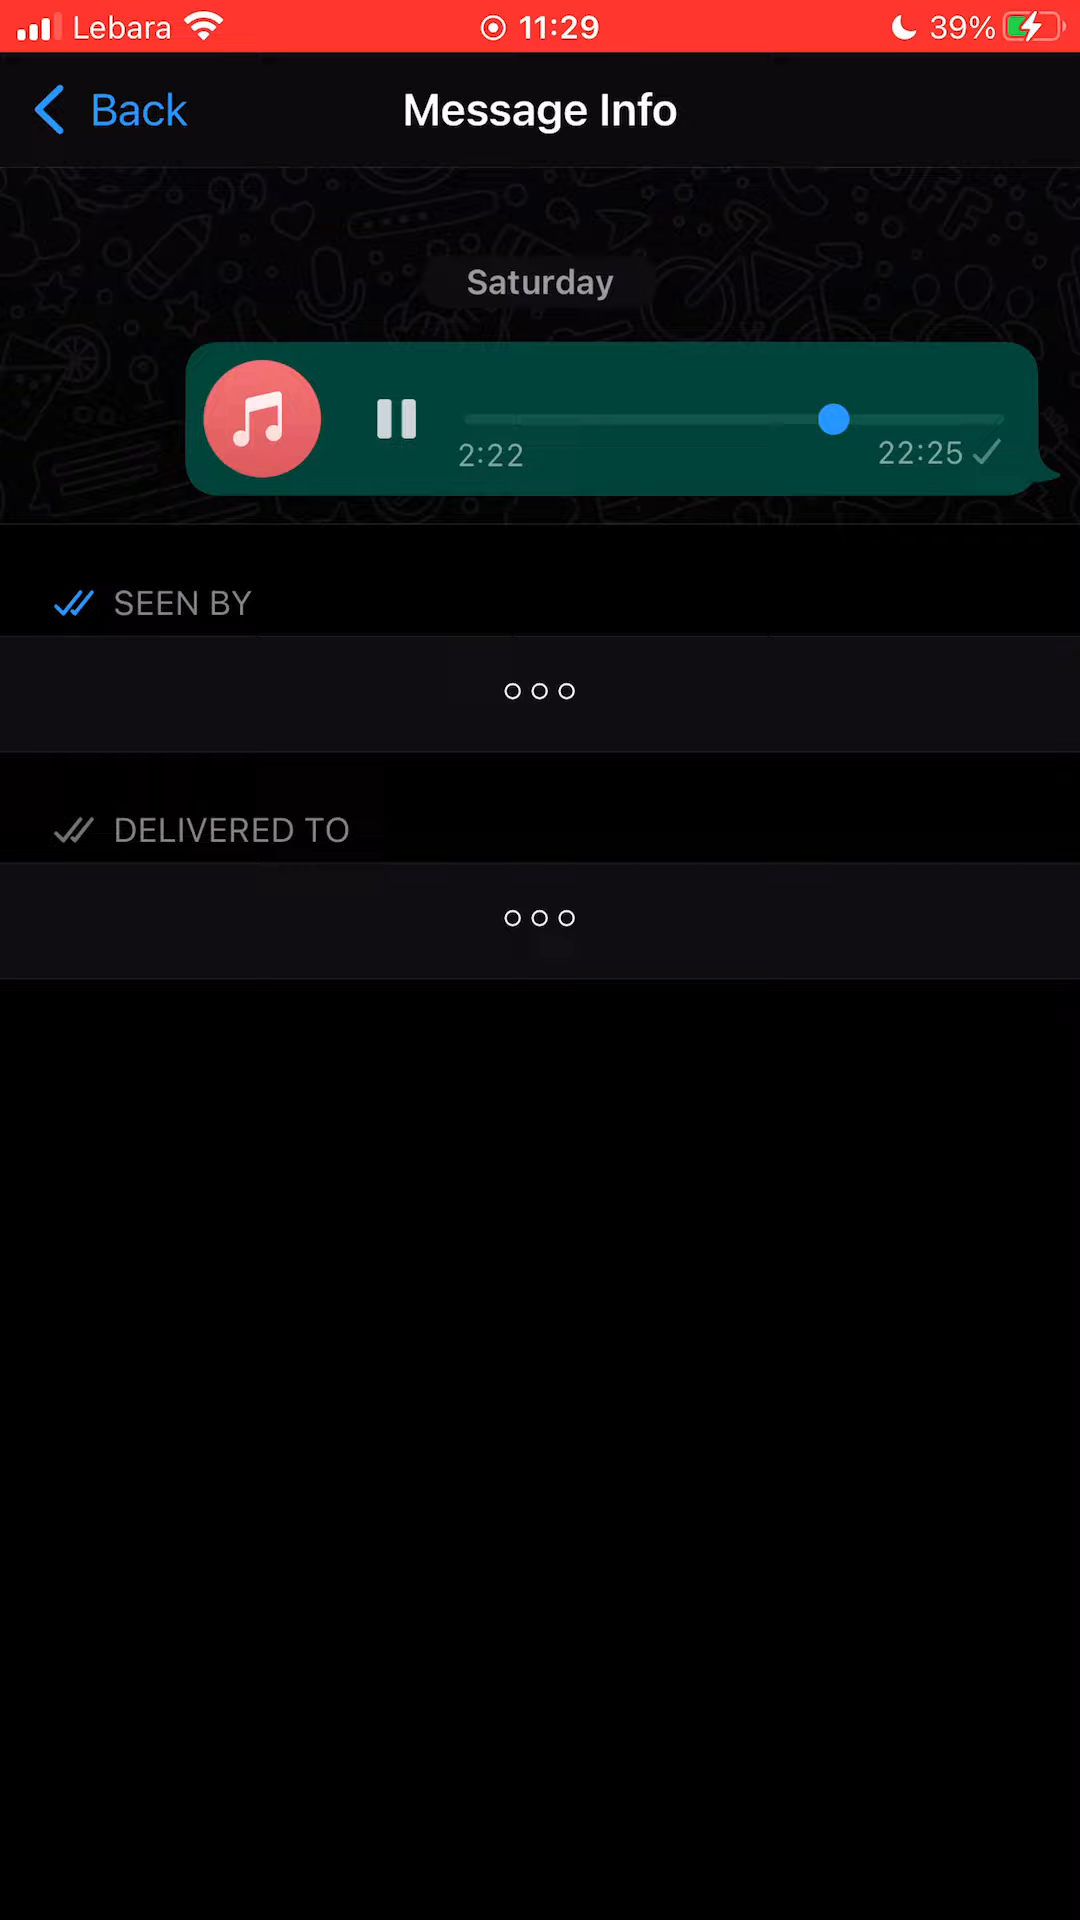 Lebara 11:29 39%
Back Message Info
Saturday
2:22 22:25
SEEN BY
DELIVERED TO